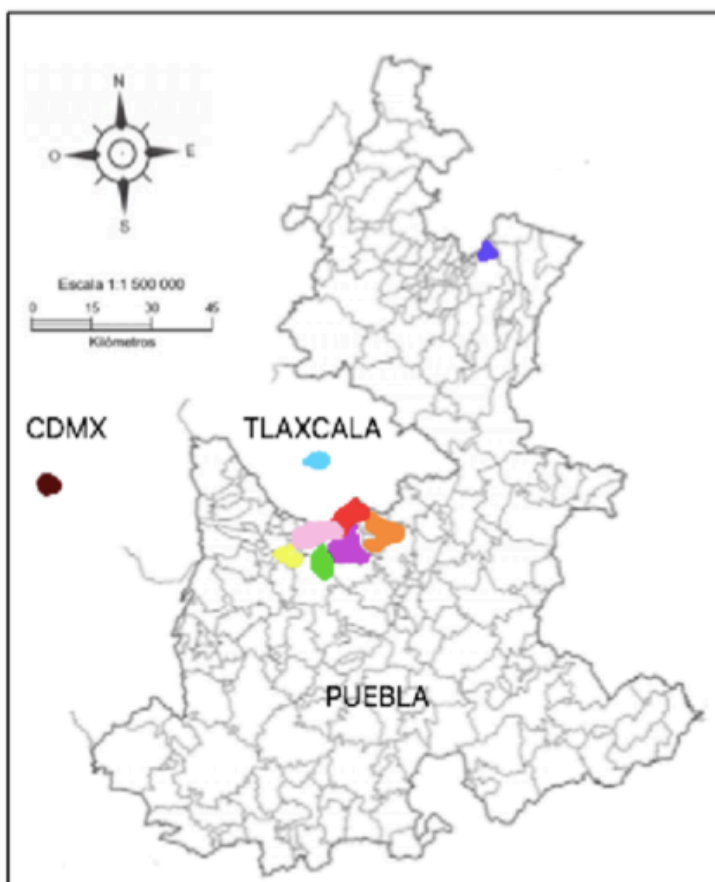 N
O E
S
Escala 1:1 500 000
0 15 30 45
Kilómetros
CDMX TLAXCALA
PUEBLA